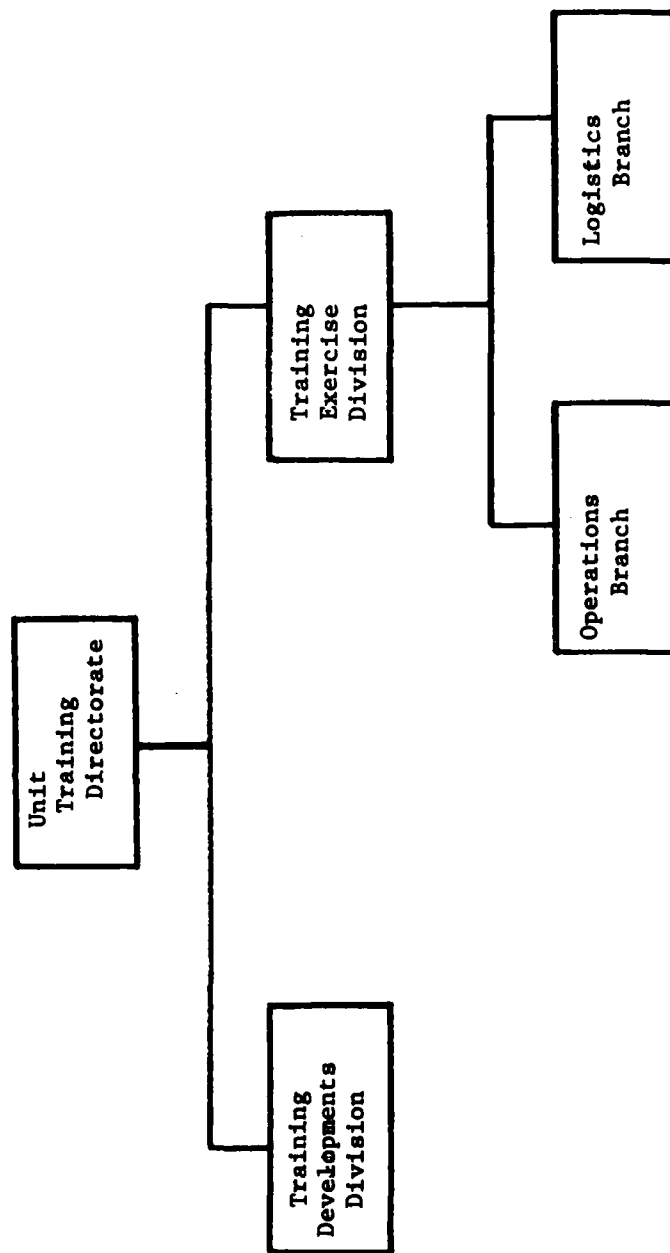 Unit
Training
Directorate
Training
Developments
Division
Training
Exercise
Division
Operations
Branch
Logistics
Branch